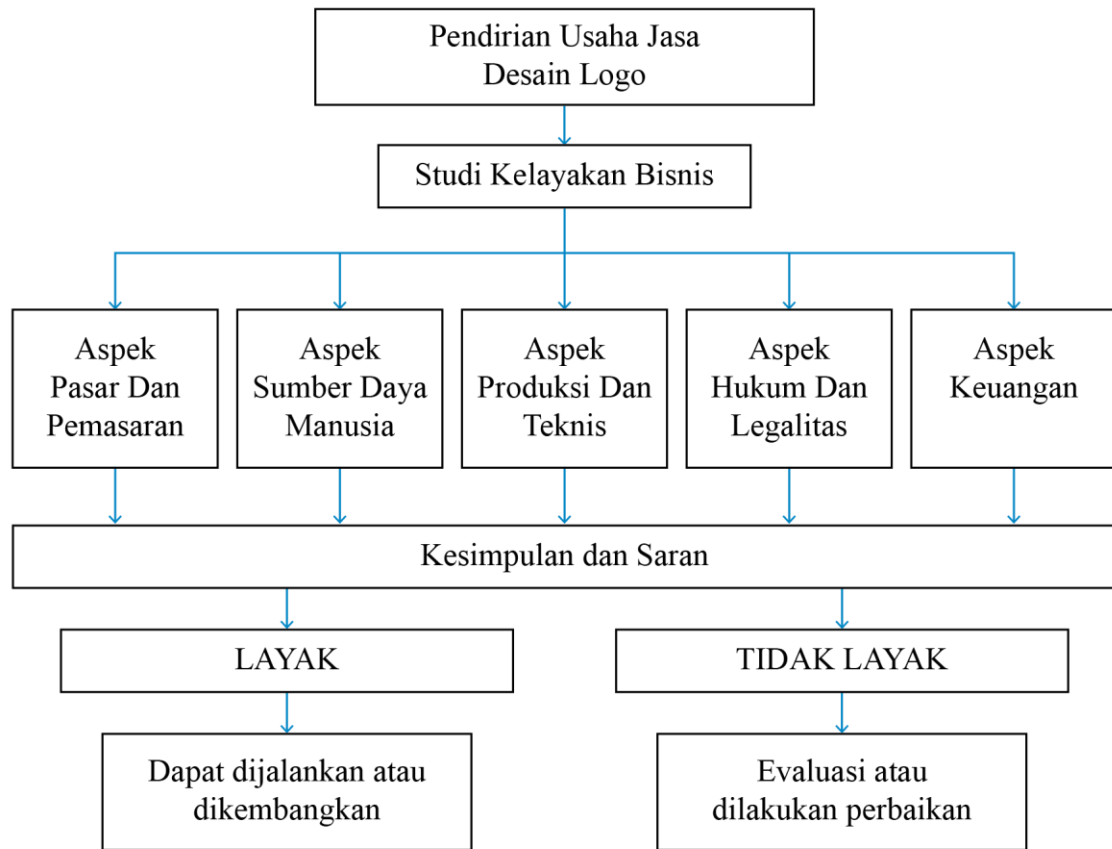 Pendirian Usaha Jasa
Desain Logo
Studi Kelayakan Bisnis
Aspek
Pasar Dan
Pemasaran
Aspek
Sumber Daya
Manusia
Aspek
Produksi Dan
Teknis
Aspek
Hukum Dan
Legalitas
Aspek
Keuangan
Kesimpulan dan Saran
LAYAK
TIDAK LAYAK
Dapat dijalankan atau
dikembangkan
Evaluasi atau
dilakukan perbaikan